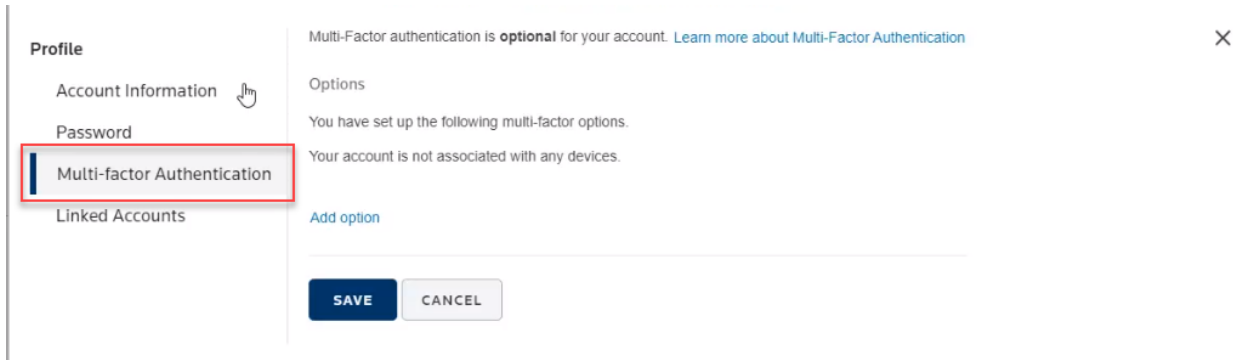 Profile
Account Information
Password
Multi-factor Authentication
Linked Accounts
Multi-Factor authentication is optional for your account. Learn more about Multi-Factor Authentication
Options
You have set up the following multi-factor options.
Your account is not associated with any devices.
Add option
SAVE
CANCEL